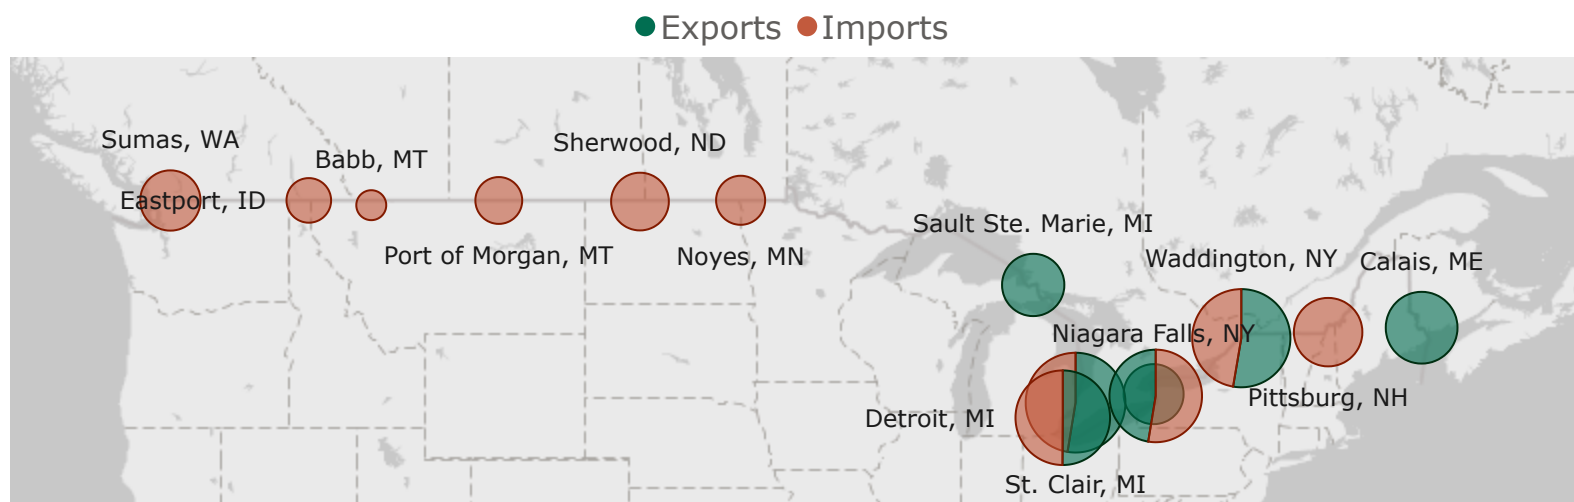 Exports Imports
Sumas, WA
Babb, MT
Sherwood, ND
Eastport, ID
Port of Morgan, MT
Noyes, MN
Sault Ste. Marie, MI
Waddington, NY
Calais, ME
Niagara Falls, NY
Pittsburg, NH
Detroit, MI
St. Clair, MI